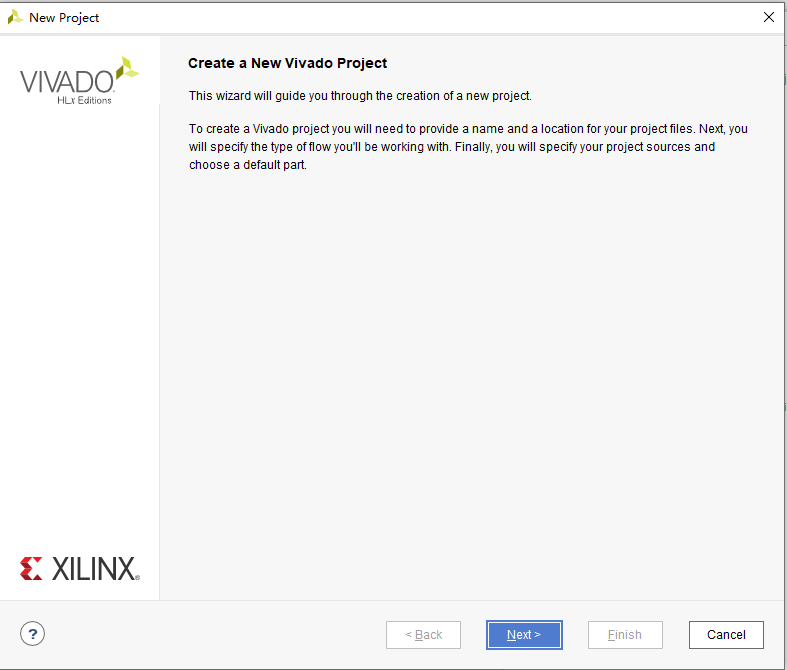 New Project
VIVADO.
HLx Editions
Create a New Vivado Project
This wizard will guide you through the creation of a new project.
To create a Vivado project you will need to provide a name and a location for your project files. Next, you
will specify the type of flow you'll be working with. Finally, you will specify your project sources and
choose a default part.
XILINX®
?
< Back
Next >
Finish
Cancel